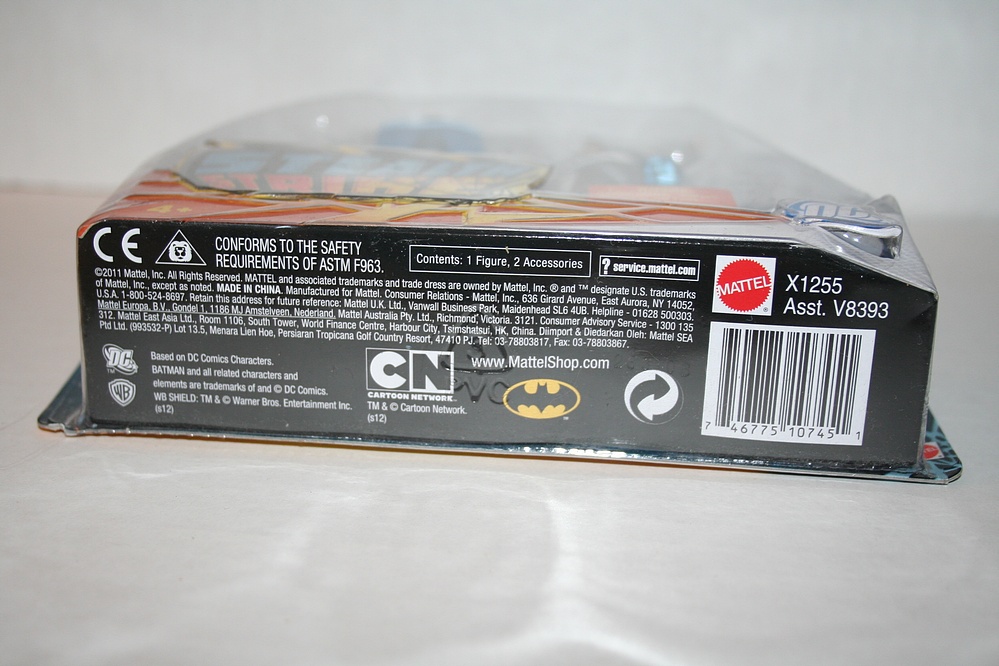 CE
CONFORMS TO THE SAFETY
REQUIREMENTS OF ASTM F963.
Contents: 1 Figure, 2 Accessories
? service.mattel.com
MATTEL
®
X1255
Asst. V8393
©2011 Mattel, Inc. All Rights Reserved. MATTEL and associated trademarks and trade dress are owned by Mattel, Inc. ® and ™ designate U.S. trademarks
of Mattel, Inc., except as noted. MADE IN CHINA. Manufactured for Mattel. Consumer Relations - Mattel, Inc., 636 Girard Avenue, East Aurora, NY 14052,
U.S.A. 1-800-524-8697. Retain this address for future reference: Mattel U.K. Ltd., Vanwall Business Park, Maidenhead SL6 4UB. Helpline - 01628 500303.
Mattel Europa, B.V., Gondel 1, 1186 MJ Amstelveen, Nederland. Mattel Australia Pty. Ltd., Richmond, Victoria. 3121. Consumer Advisory Service - 1300 135
312. Mattel East Asia Ltd., Room 1106, South Tower, World Finance Centre, Harbour City, Tsimshatsui, HK, China. Diimport & Diedarkan Oleh: Mattel SEA
Ptd Ltd. (993532-P) Lot 13.5, Menara Lien Hoe, Persiaran Tropicana Golf Country Resort, 47410 PJ. Tel: 03-78803817, Fax: 03-78803867.
DC
WB
Based on DC Comics Characters.
BATMAN and all related characters and
elements are trademarks of and © DC Comics.
WB SHIELD: TM & © Warner Bros. Entertainment Inc.
(s12)
CN
CARTOON NETWORK
TM & © Cartoon Network.
(s12)
www.MattelShop.com
PVC
7 46775 10745 1